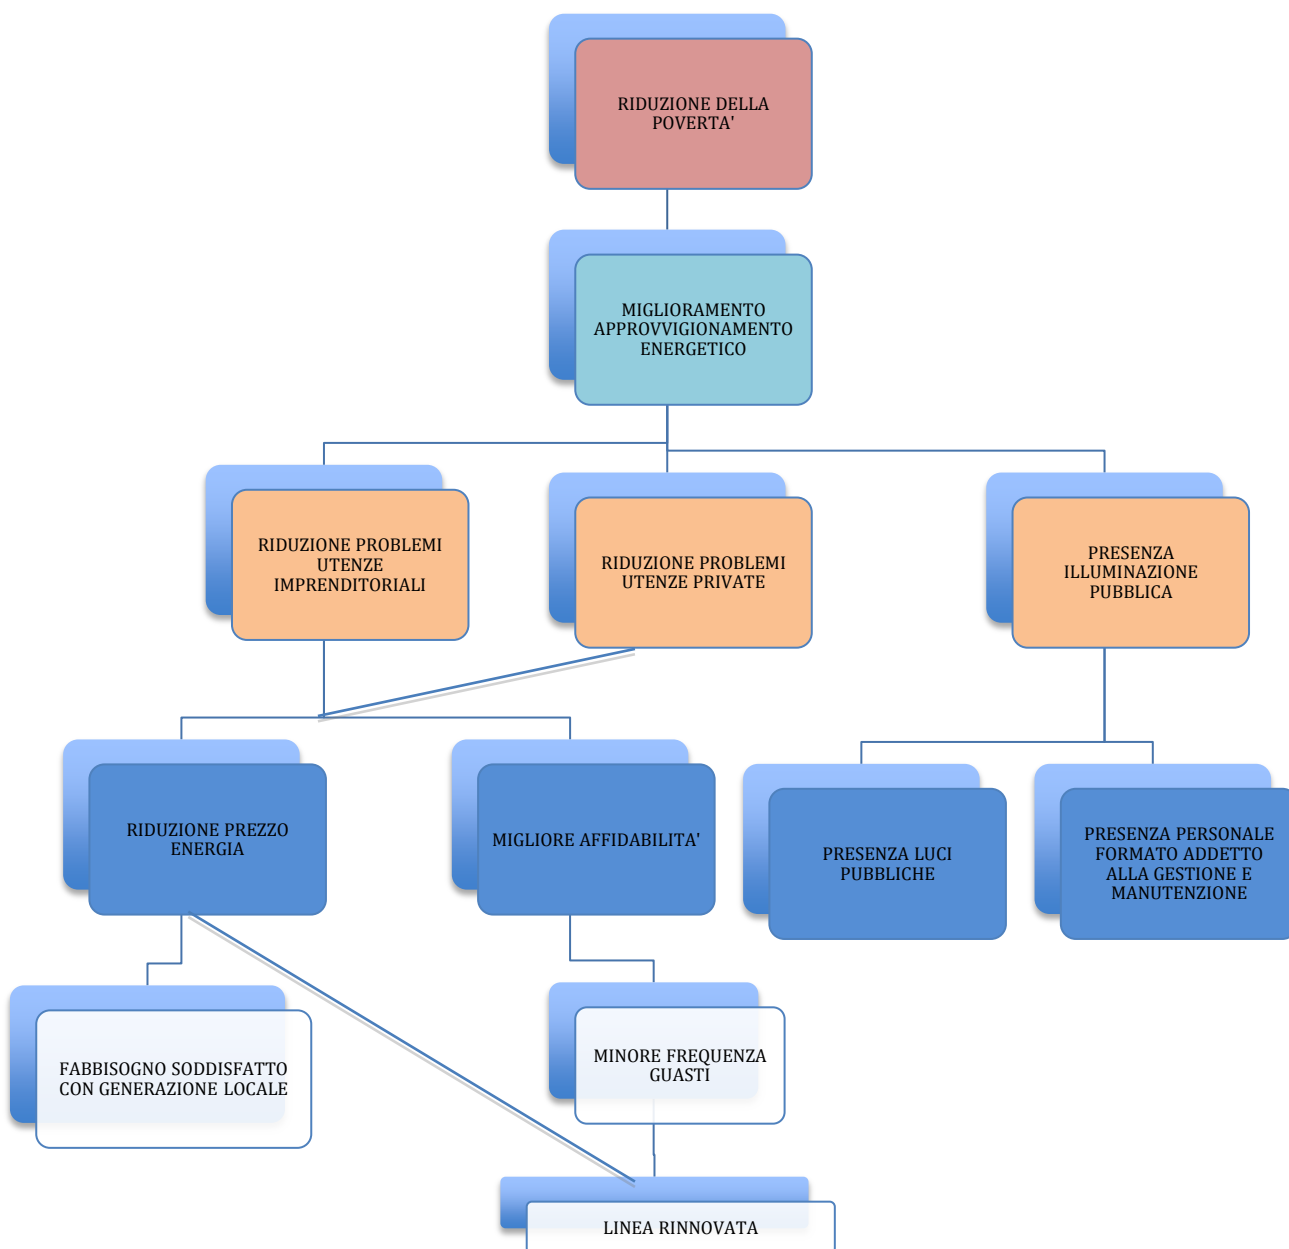 RIDUZIONE DELLA
POVERTA'
MIGLIORAMENTO
APPROVVIGIONAMENTO
ENERGETICO
RIDUZIONE PROBLEMI
UTENZE
IMPRENDITORIALI
RIDUZIONE PROBLEMI
UTENZE PRIVATE
PRESENZA
ILLUMINAZIONE
PUBBLICA
RIDUZIONE PREZZO
ENERGIA
MIGLIORE AFFIDABILITA'
PRESENZA LUCI
PUBBLICHE
PRESENZA PERSONALE
FORMATO ADDETTO
ALLA GESTIONE E
MANUTENZIONE
FABBISOGNO SODDISFATTO
CON GENERAZIONE LOCALE
MINORE FREQUENZA
GUASTI
LINEA RINNOVATA